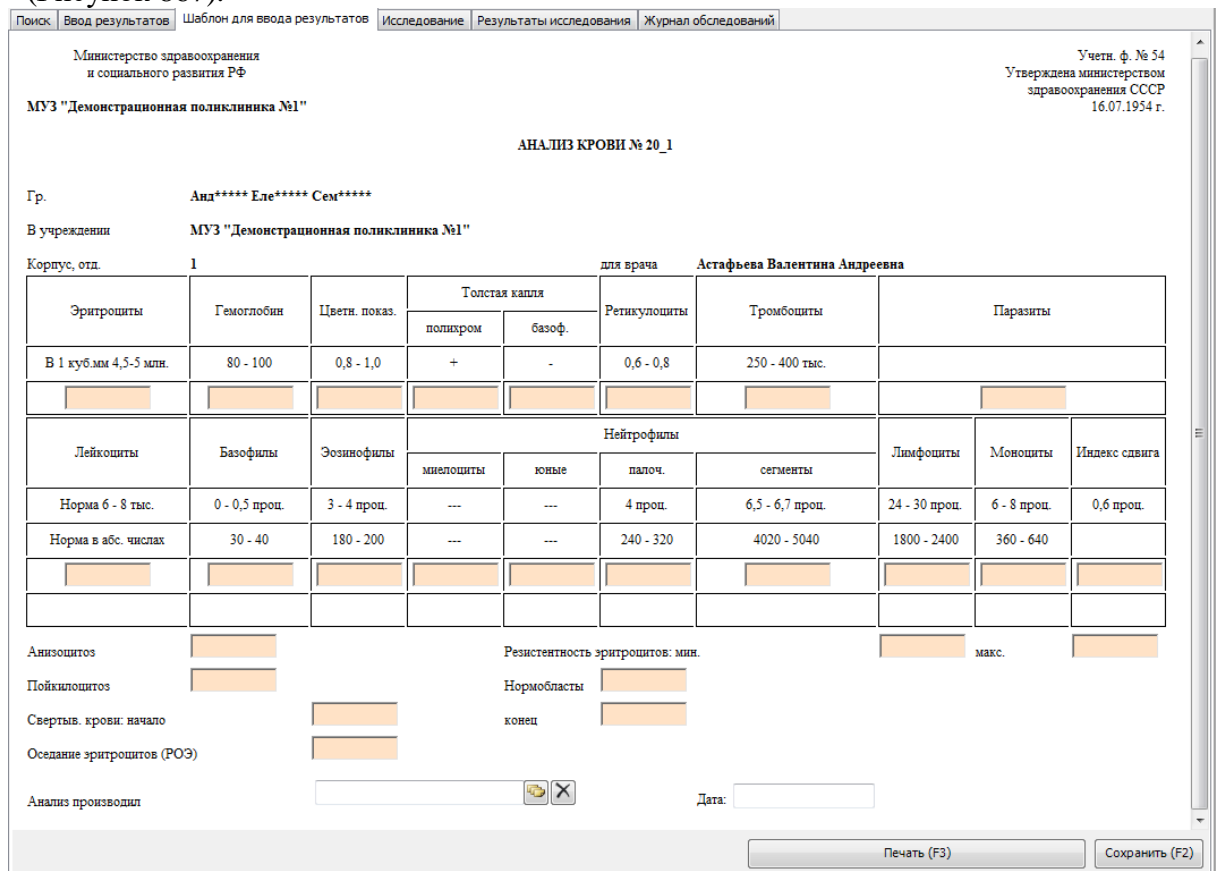 Поиск Ввод результатов Шаблон для ввода результатов Исследование Результаты исследования Журнал обследований
Министерство здравоохранения
и социального развития РФ
Учетн. ф. № 54
Утверждена министерством
здравоохранения СССР
16.07.1954 г.
МУЗ "Демонстрационная поликлиника №1"
АНАЛИЗ КРОВИ № 20_1
Гр. Анд***** Еле***** Сем*****
В учреждении МУЗ "Демонстрационная поликлиника №1"
Корпус, отд. 1 для врача Астафьева Валентина Андреевна
Эритроциты Гемоглобин Цветн. показ. Толстая капля Ретикулоциты Тромбоциты Паразиты
полихром базоф.
В 1 куб.мм 4,5-5 млн. 80 - 100 0,8 - 1,0 + - 0,6 - 0,8 250 - 400 тыс.
Лейкоциты Базофилы Эозинофилы Нейтрофилы Лимфоциты Моноциты Индекс сдвига
миелоциты юные палоч. сегменты
Норма 6 - 8 тыс. 0 - 0,5 проц. 3 - 4 проц. --- --- 4 проц. 6,5 - 6,7 проц. 24 - 30 проц. 6 - 8 проц. 0,6 проц.
Норма в абс. числах 30 - 40 180 - 200 --- --- 240 - 320 4020 - 5040 1800 - 2400 360 - 640
Анизоцитоз Резистентность эритроцитов: мин. макс.
Пойкилоцитоз Нормобласты
Свертыв. крови: начало конец
Оседание эритроцитов (РОЭ)
Анализ производил Дата:
Печать (F3) Сохранить (F2)